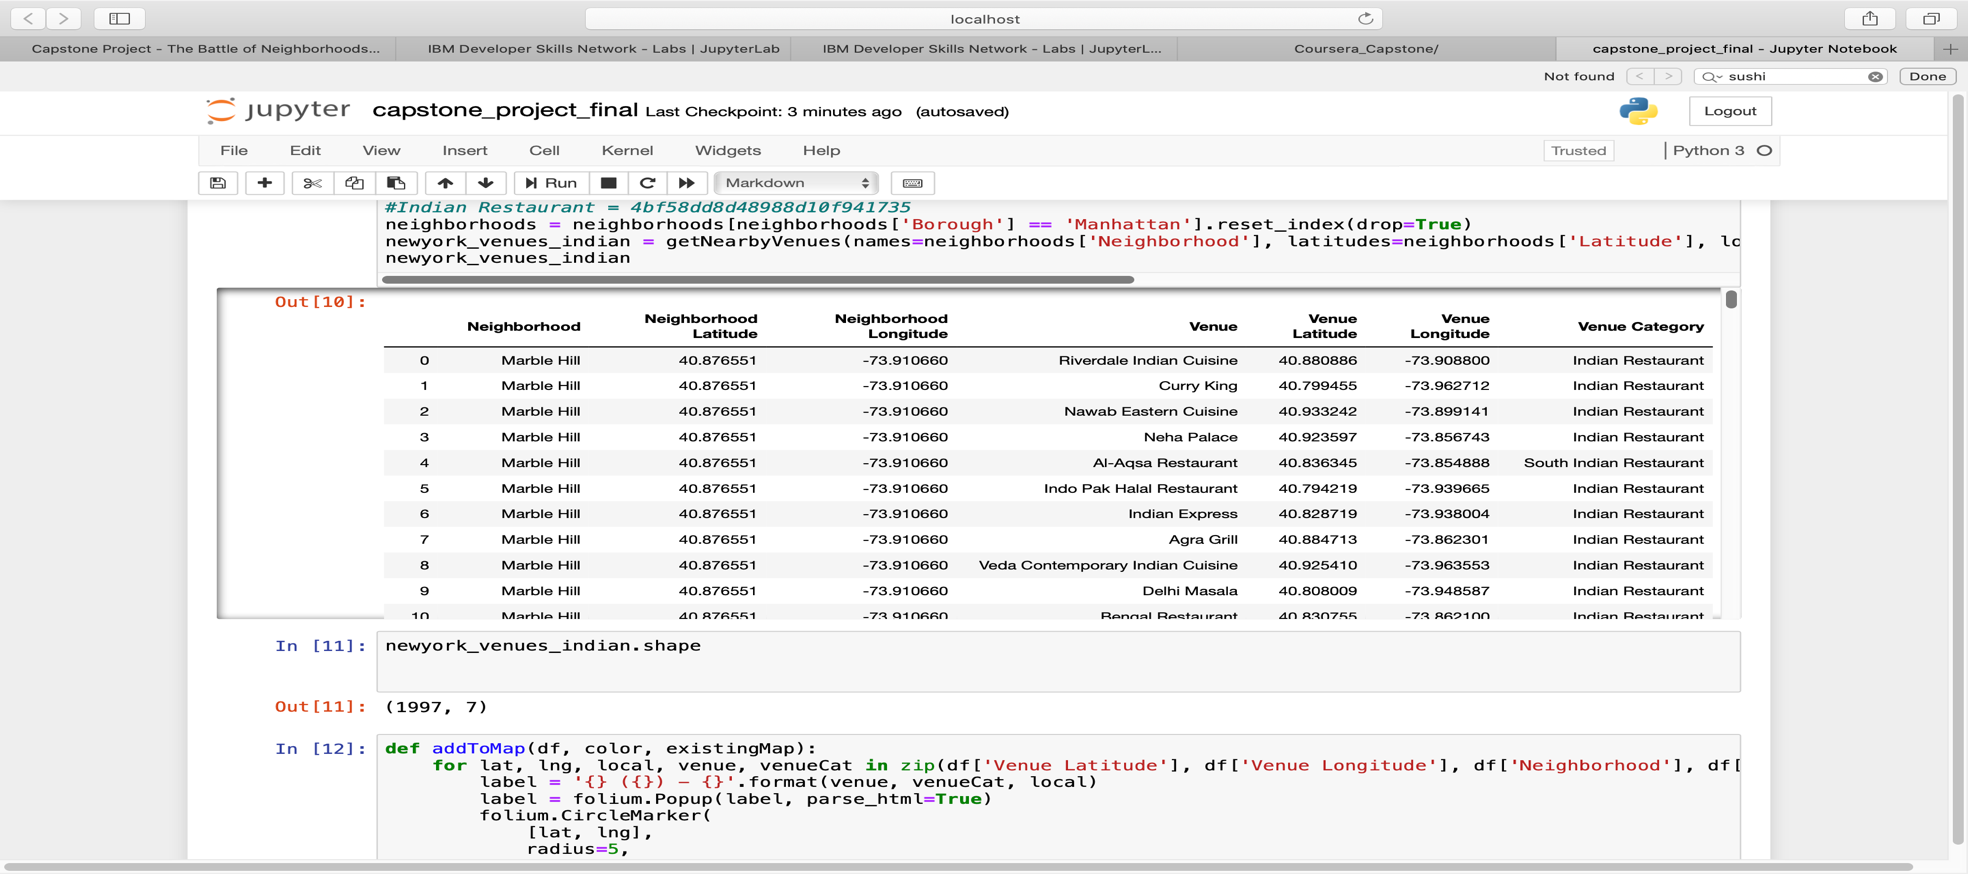 localhost
Capstone Project - The Battle of Neighborhoods...
IBM Developer Skills Network - Labs | JupyterLab
IBM Developer Skills Network - Labs | JupyterL...
Coursera_Capstone/
capstone_project_final - Jupyter Notebook
Not found
sushi
Done
jupyter capstone_project_final Last Checkpoint: 3 minutes ago (autosaved)
Logout
File Edit View Insert Cell Kernel Widgets Help
Trusted
Python 3
Run
Markdown
#Indian Restaurant = 4bf58dd8d48988d10f941735
neighborhoods = neighborhoods[neighborhoods['Borough'] == 'Manhattan'].reset_index(drop=True)
newyork_venues_indian = getNearbyVenues(names=neighborhoods['Neighborhood'], latitudes=neighborhoods['Latitude'], lo
newyork_venues_indian
Out[10]:
Neighborhood Neighborhood Latitude Neighborhood Longitude Venue Venue Latitude Venue Longitude Venue Category
0 Marble Hill 40.876551 -73.910660 Riverdale Indian Cuisine 40.880886 -73.908800 Indian Restaurant
1 Marble Hill 40.876551 -73.910660 Curry King 40.799455 -73.962712 Indian Restaurant
2 Marble Hill 40.876551 -73.910660 Nawab Eastern Cuisine 40.933242 -73.899141 Indian Restaurant
3 Marble Hill 40.876551 -73.910660 Neha Palace 40.923597 -73.856743 Indian Restaurant
4 Marble Hill 40.876551 -73.910660 Al-Aqsa Restaurant 40.836345 -73.854888 South Indian Restaurant
5 Marble Hill 40.876551 -73.910660 Indo Pak Halal Restaurant 40.794219 -73.939665 Indian Restaurant
6 Marble Hill 40.876551 -73.910660 Indian Express 40.828719 -73.938004 Indian Restaurant
7 Marble Hill 40.876551 -73.910660 Agra Grill 40.884713 -73.862301 Indian Restaurant
8 Marble Hill 40.876551 -73.910660 Veda Contemporary Indian Cuisine 40.925410 -73.963553 Indian Restaurant
9 Marble Hill 40.876551 -73.910660 Delhi Masala 40.808009 -73.948587 Indian Restaurant
10 Marble Hill 40.876551 -73.910660 Bengal Restaurant 40.830755 -73.862100 Indian Restaurant
In [11]: newyork_venues_indian.shape
Out[11]: (1997, 7)
In [12]: def addToMap(df, color, existingMap):
for lat, lng, local, venue, venueCat in zip(df['Venue Latitude'], df['Venue Longitude'], df['Neighborhood'], df[
label = '{} ({}) – {}'.format(venue, venueCat, local)
label = folium.Popup(label, parse_html=True)
folium.CircleMarker(
[lat, lng],
radius=5,